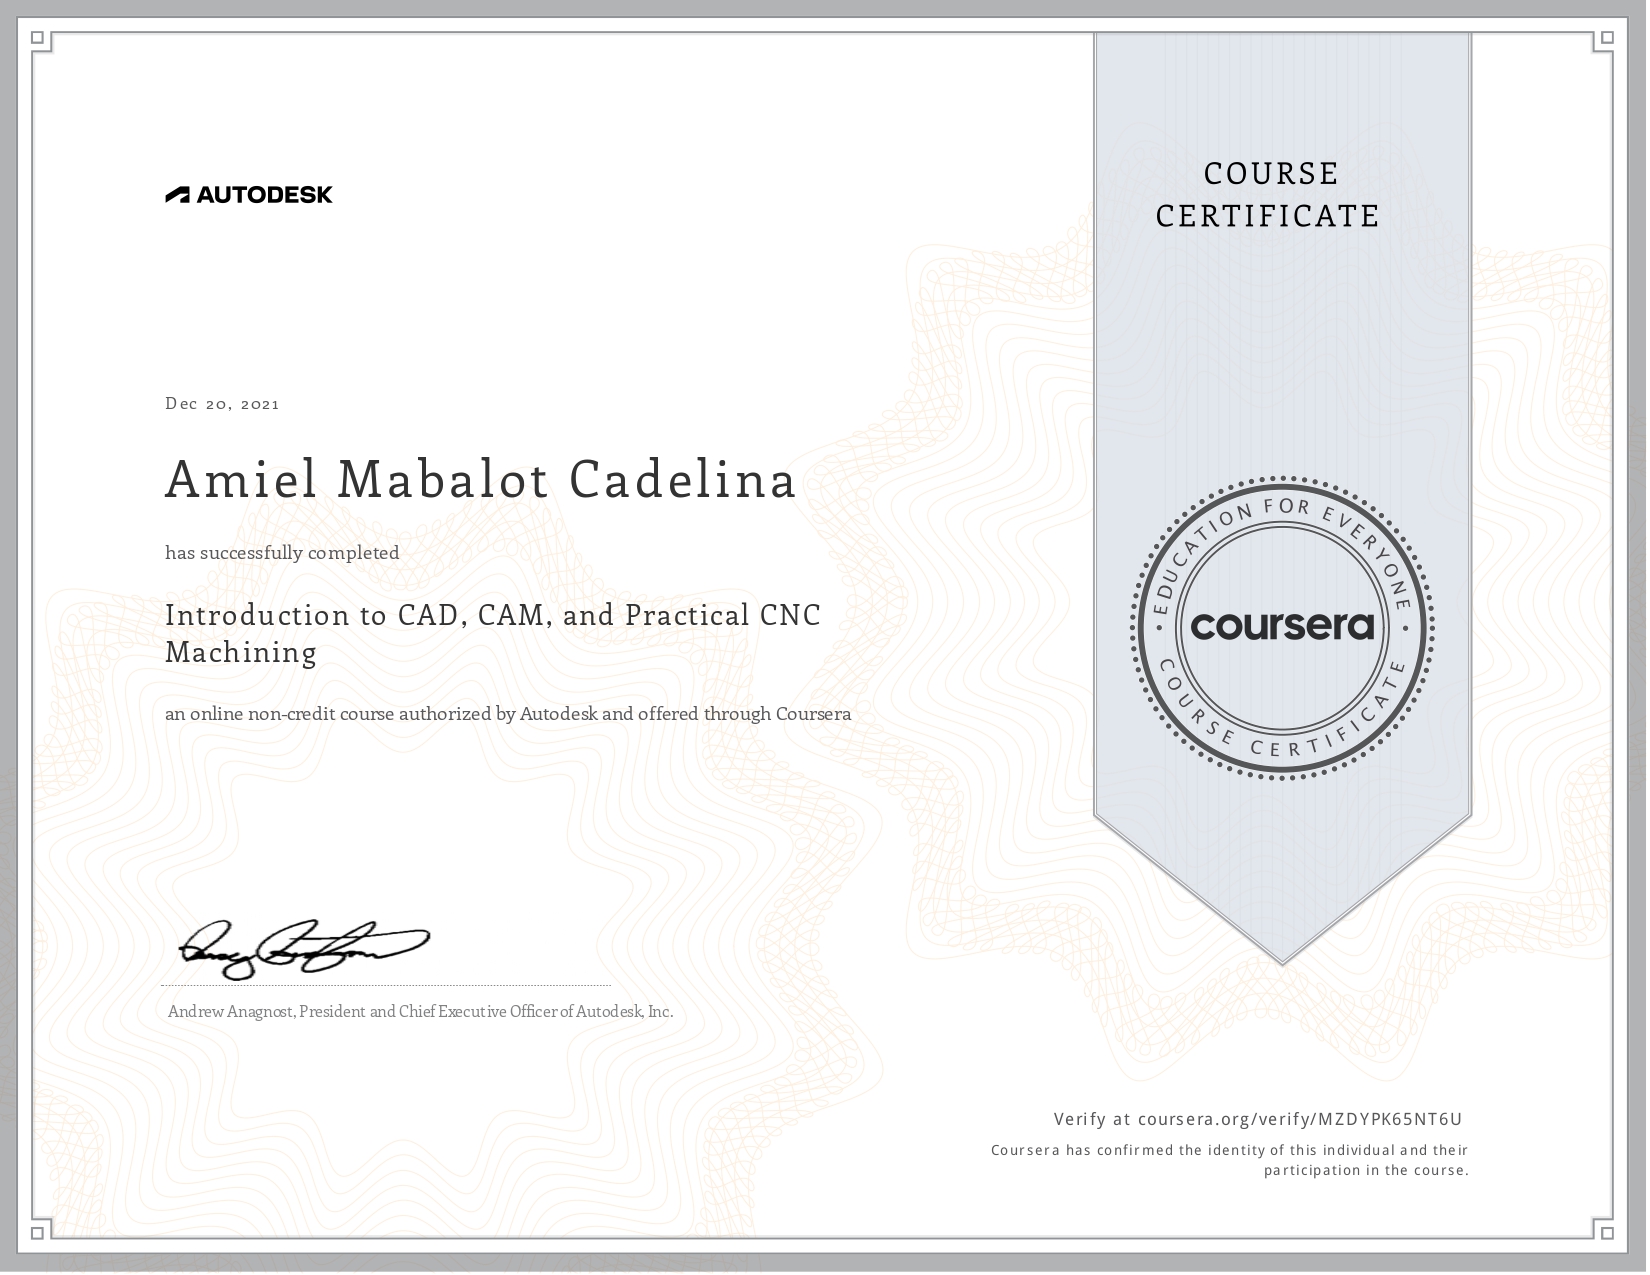 AUTODESK
COURSE
CERTIFICATE
Dec 20, 2021
Amiel Mabalot Cadelina
has successfully completed
Introduction to CAD, CAM, and Practical CNC
Machining
an online non-credit course authorized by Autodesk and offered through Coursera
EDUCATION FOR EVERYONE
coursera
COURSE CERTIFICATE
Andrew Anagnost, President and Chief Executive Officer of Autodesk, Inc.
Verify at coursera.org/verify/MZDYPK65NT6U
Coursera has confirmed the identity of this individual and their
participation in the course.